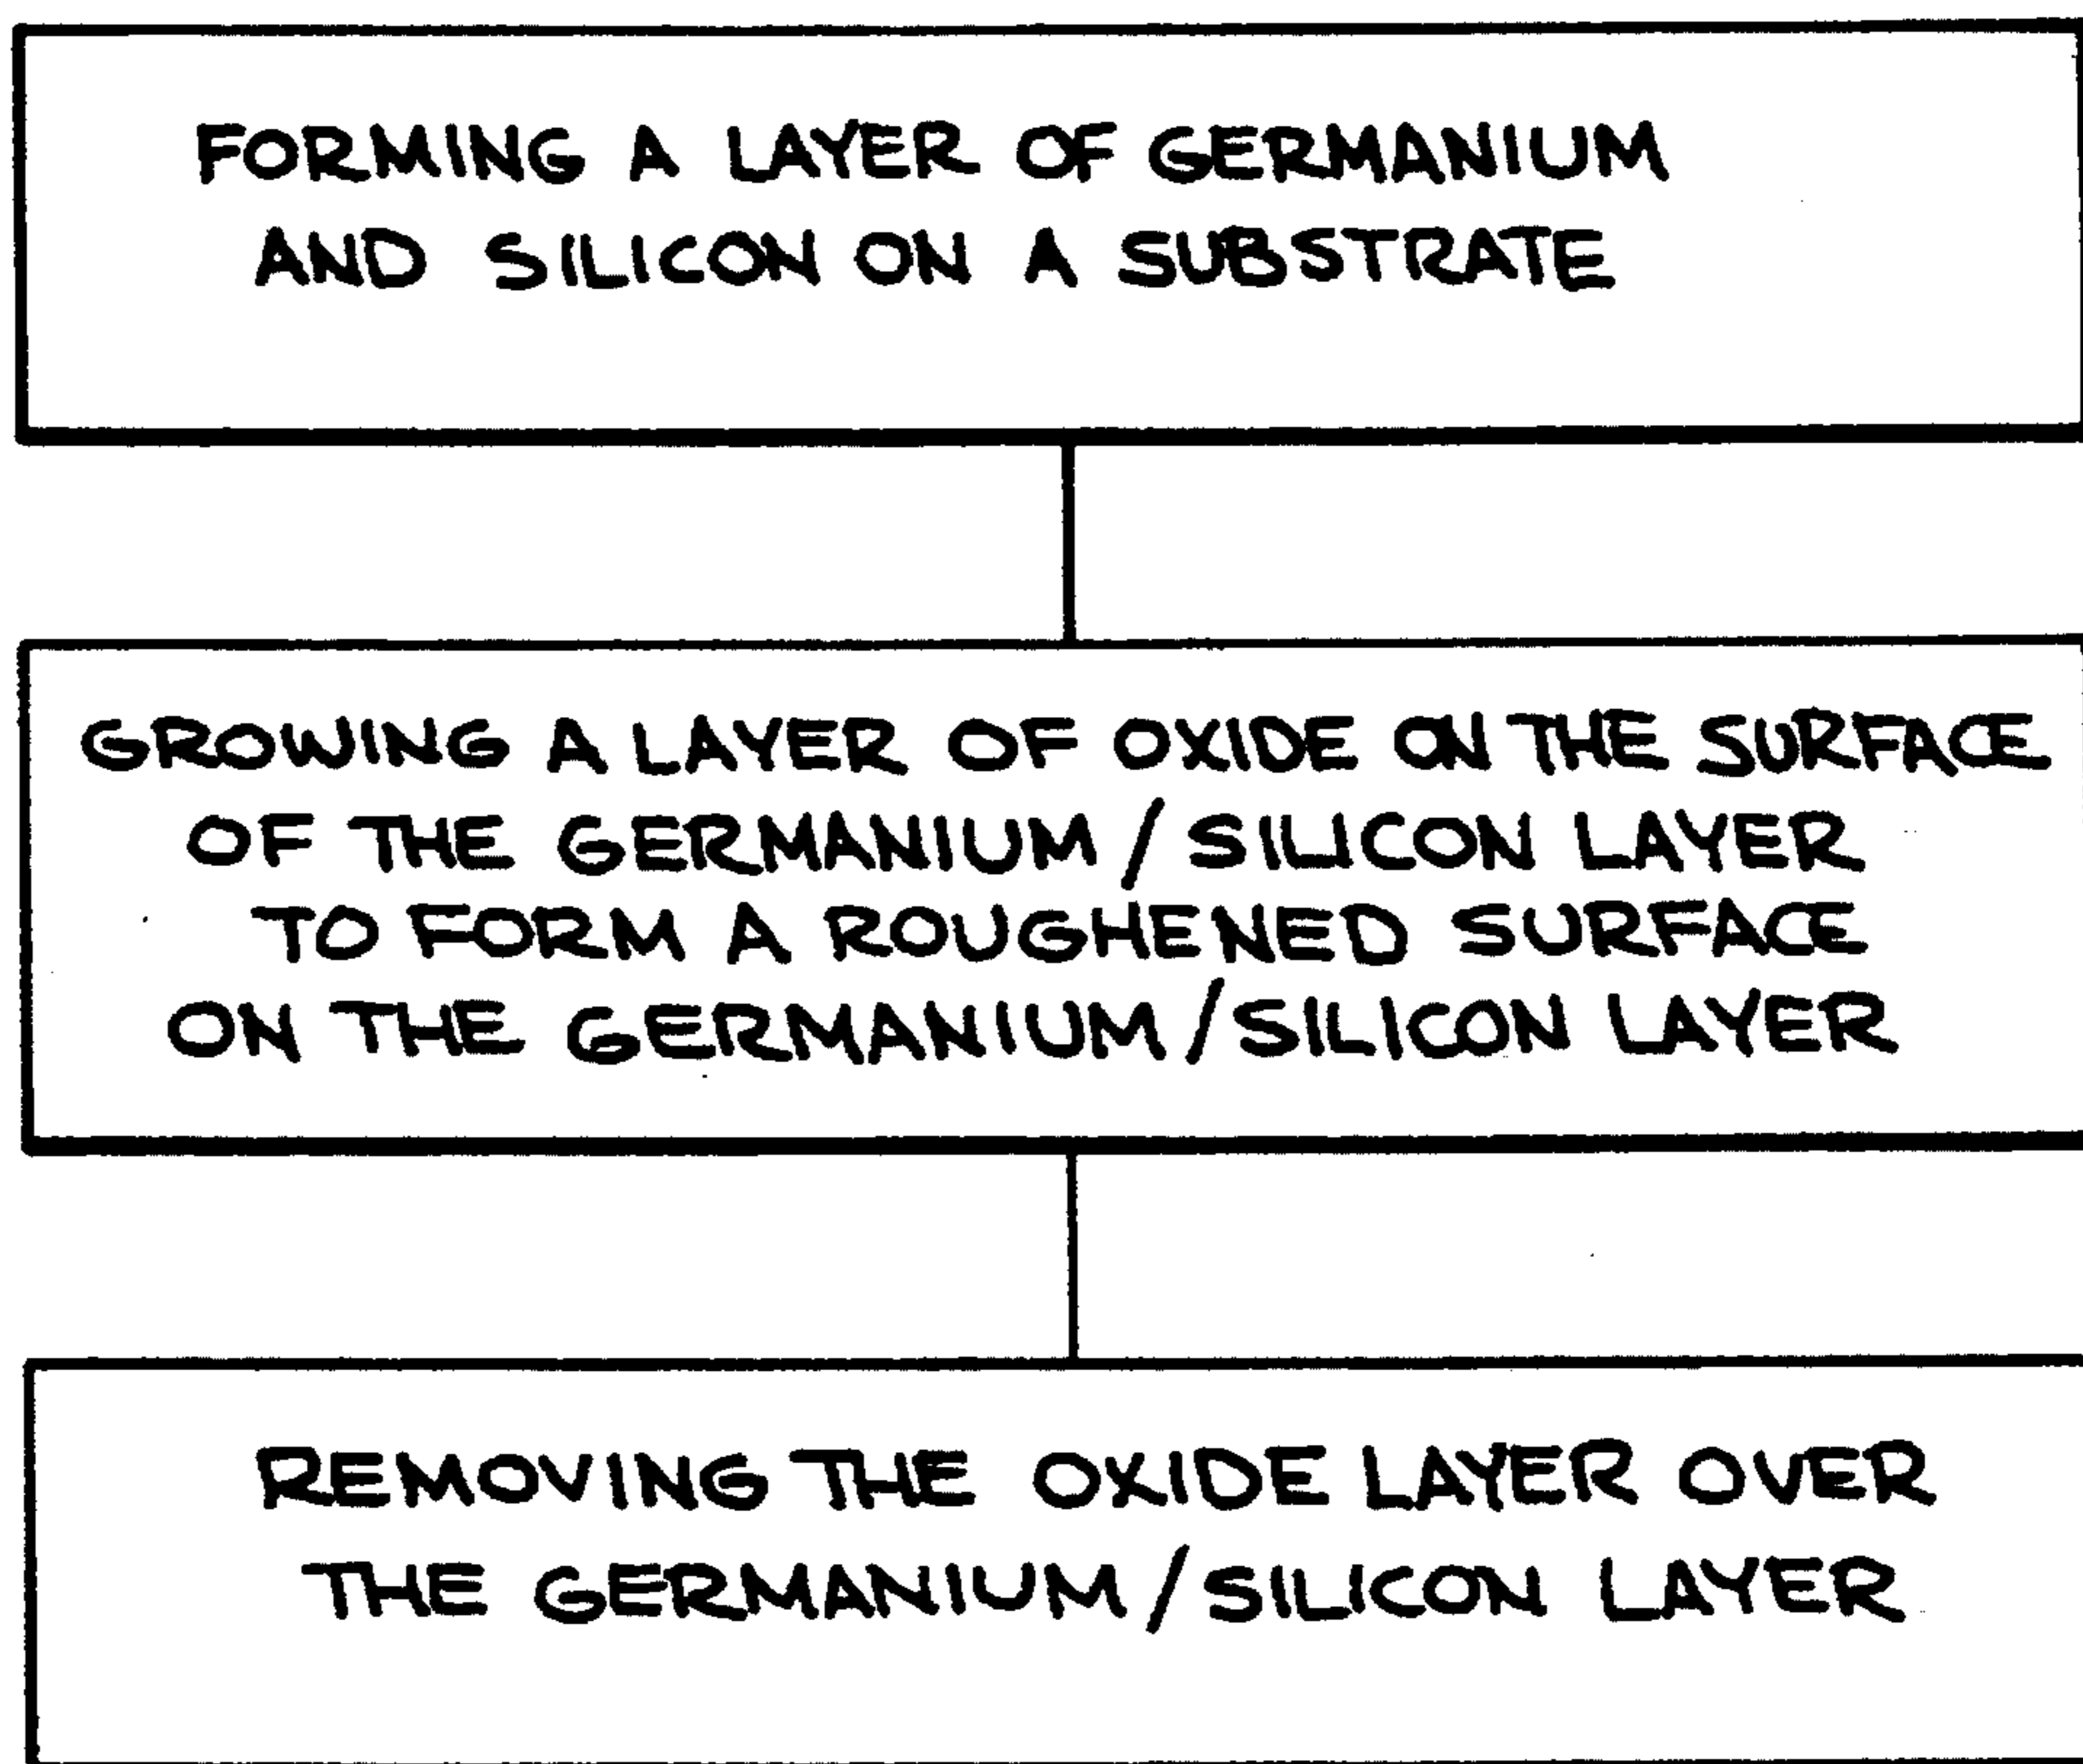 FORMING A LAYER OF GERMANIUM
AND SILICON ON A SUBSTRATE
GROWING A LAYER OF OXIDE ON THE SURFACE
OF THE GERMANIUM/SILICON LAYER
TO FORM A ROUGHENED SURFACE
ON THE GERMANIUM/SILICON LAYER
REMOVING THE OXIDE LAYER OVER
THE GERMANIUM/SILICON LAYER